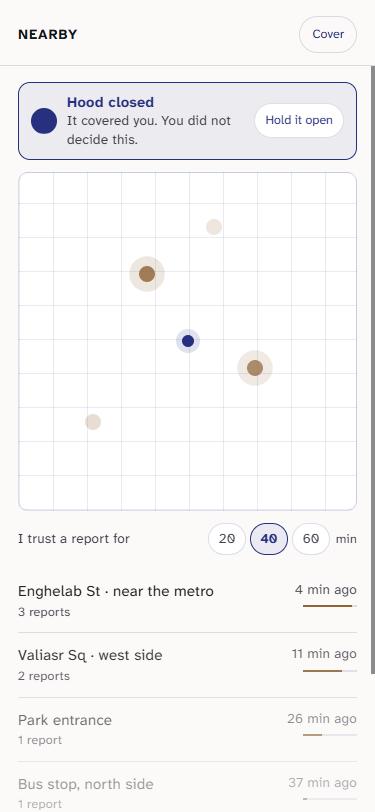 NEARBY
Cover
Hood closed
It covered you. You did not
decide this.
Hold it open
I trust a report for
20
40
60
min
Enghelab St · near the metro
4 min ago
3 reports
Valiasr Sq · west side
11 min ago
2 reports
Park entrance
26 min ago
1 report
Bus stop, north side
37 min ago
1 report